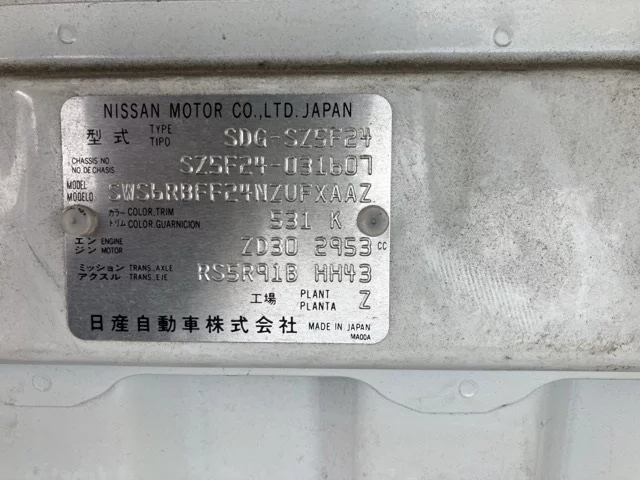 NISSAN MOTOR CO.,LTD. JAPAN
型式 TYPE TIPO SDG-SZ5F24
CHASSIS NO. NO. DE CHASIS SZ5F24-031607
MODEL MODELO SWS6RBFF24NZUFXAAZ
カラー トリム COLOR, TRIM COLOR, GUARNICION 531 K
エンジン ENGINE MOTOR ZD30 2953 CC
ミッション アクスル TRANS., AXLE TRANS., EJE RS5R91B HH43
工場 PLANT PLANTA Z
日産自動車株式会社 MADE IN JAPAN
MA00A